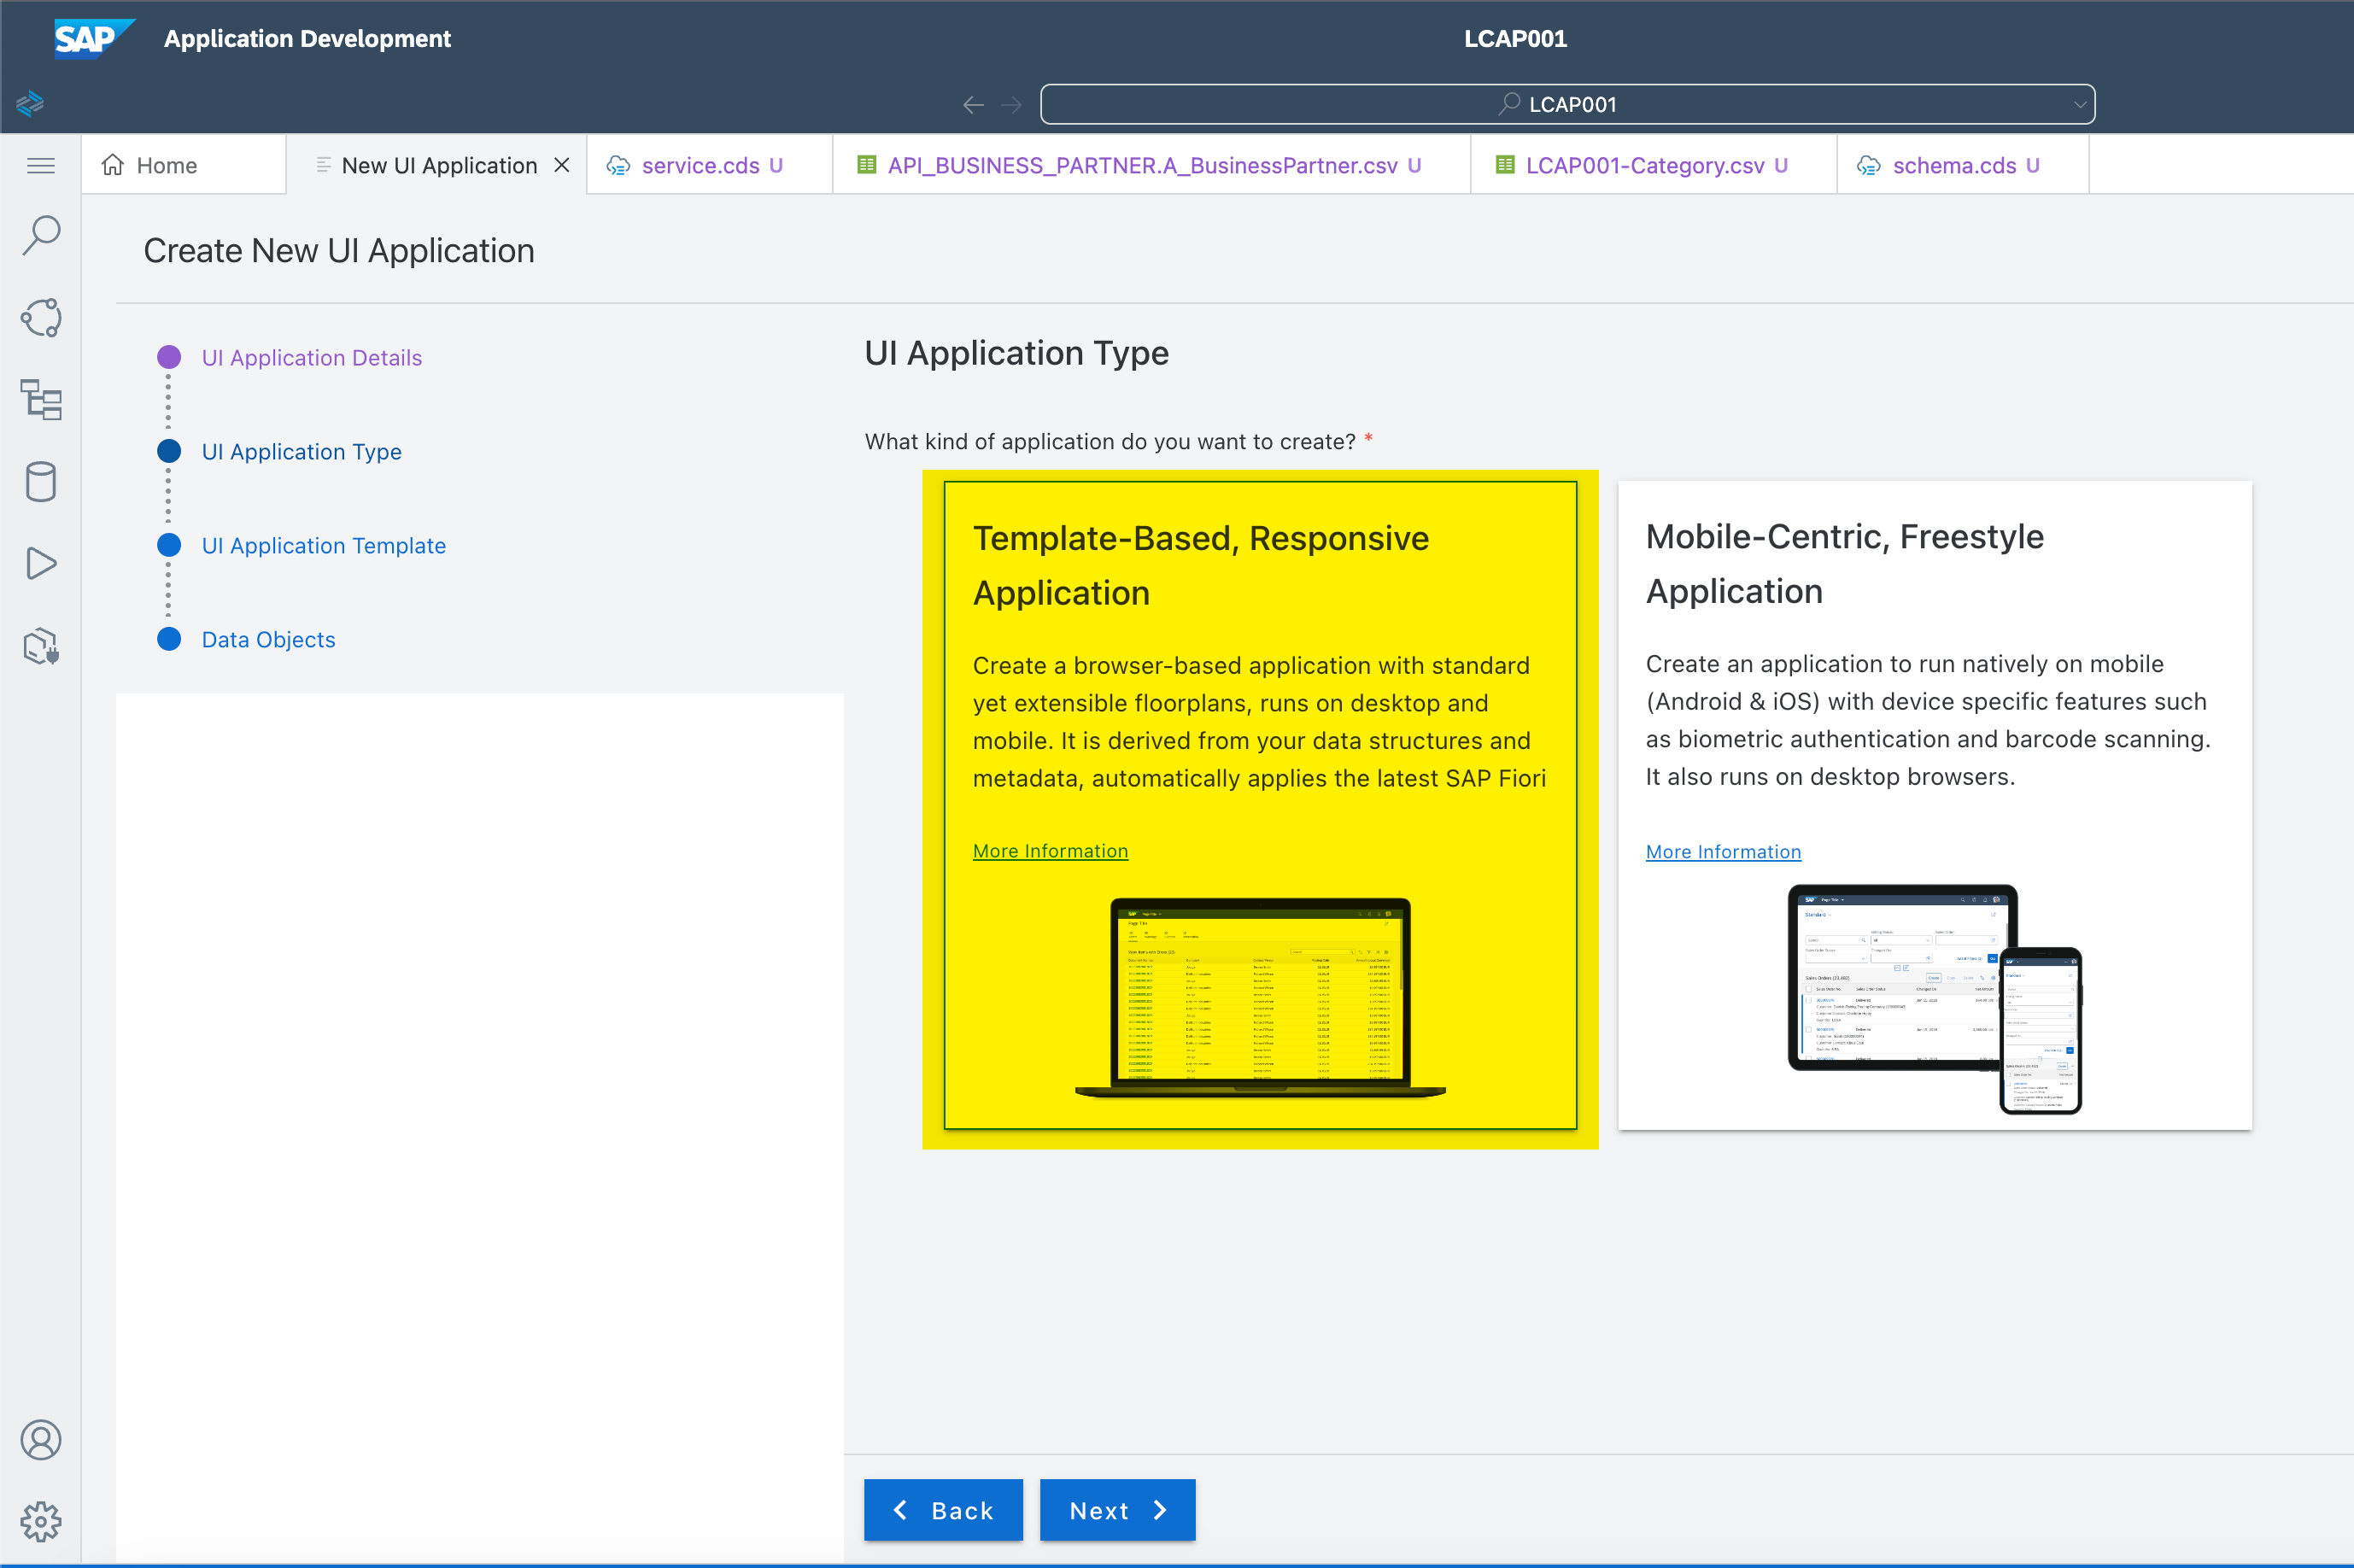 SAP Application Development LCAP001
LCAP001
Home
New UI Application
service.cds U
API_BUSINESS_PARTNER.A_BusinessPartner.csv U
LCAP001-Category.csv U
schema.cds U
Create New UI Application
UI Application Details
UI Application Type
UI Application Template
Data Objects
UI Application Type
What kind of application do you want to create? *
Template-Based, Responsive
Application
Create a browser-based application with standard
yet extensible floorplans, runs on desktop and
mobile. It is derived from your data structures and
metadata, automatically applies the latest SAP Fiori
More Information
Mobile-Centric, Freestyle
Application
Create an application to run natively on mobile
(Android & iOS) with device specific features such
as biometric authentication and barcode scanning.
It also runs on desktop browsers.
More Information
Back
Next